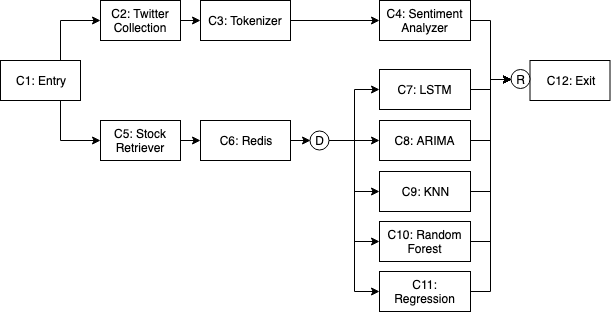 C1: Entry
C2: Twitter
Collection
C3: Tokenizer
C4: Sentiment
Analyzer
C5: Stock
Retriever
C6: Redis
D
C7: LSTM
C8: ARIMA
C9: KNN
C10: Random
Forest
C11:
Regression
R
C12: Exit